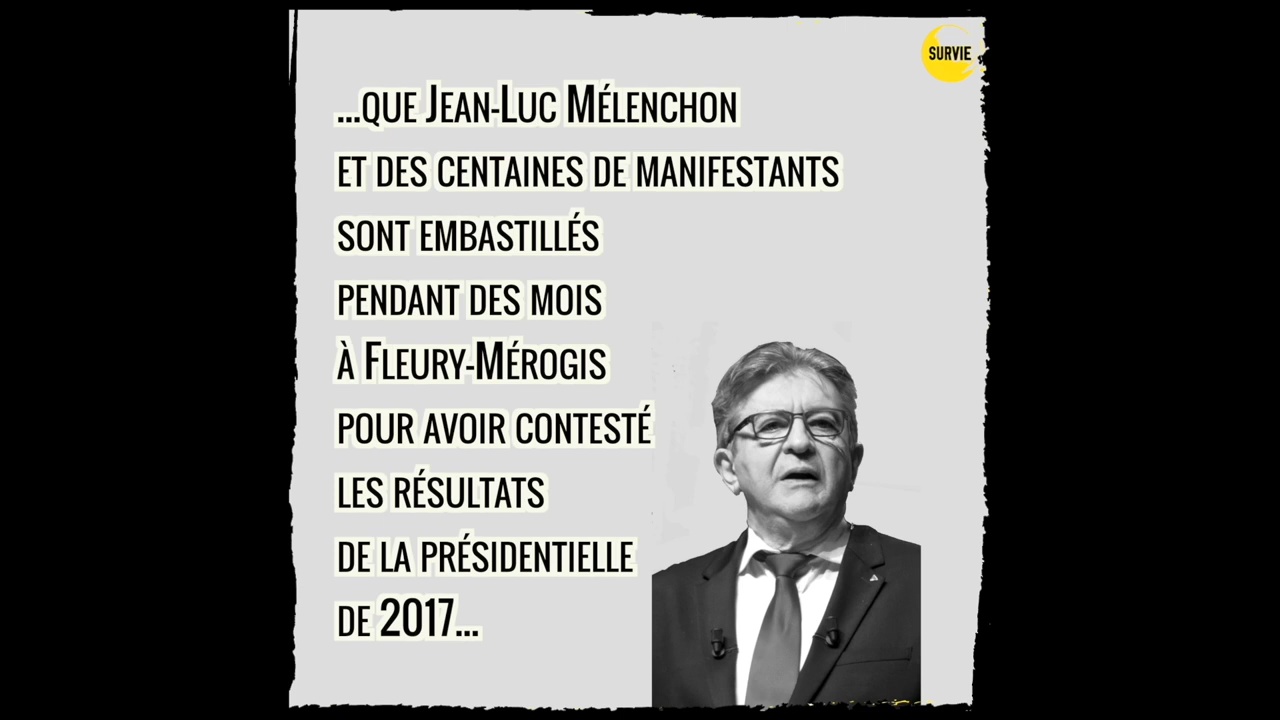 SURVIE
...QUE JEAN-LUC MÉLENCHON
ET DES CENTAINES DE MANIFESTANTS
SONT EMBASTILLÉS
PENDANT DES MOIS
À FLEURY-MÉROGIS
POUR AVOIR CONTESTÉ
LES RÉSULTATS
DE LA PRÉSIDENTIELLE
DE 2017...